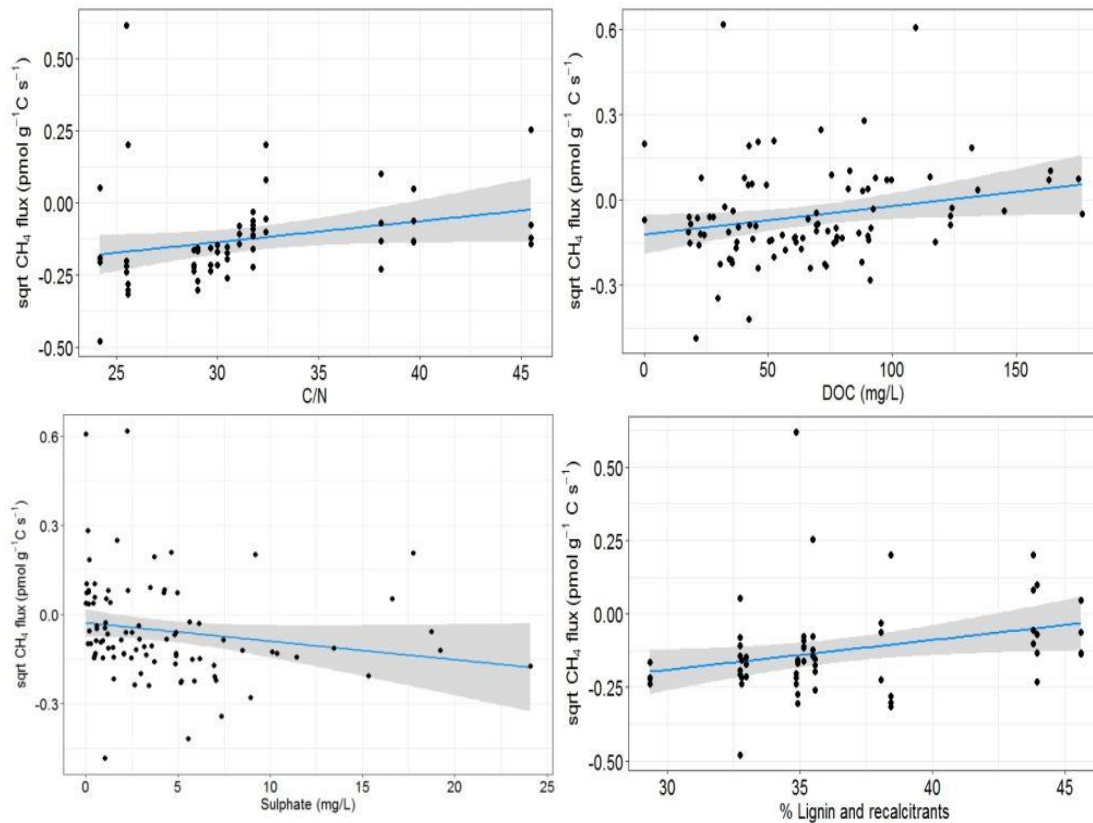 sqrt CH₄ flux (pmol g⁻¹C s⁻¹)
0.50
0.25
0.00
-0.25
-0.50
25 30 35 40 45
C/N
sqrt CH₄ flux (pmol g⁻¹ C s⁻¹)
0.6
0.3
0.0
-0.3
0 50 100 150
DOC (mg/L)
sqrt CH₄ flux (pmol g⁻¹ C s⁻¹)
0.6
0.3
0.0
-0.3
0 5 10 15 20 25
Sulphate (mg/L)
sqrt CH₄ flux (pmol g⁻¹ C s⁻¹)
0.50
0.25
0.00
-0.25
-0.50
30 35 40 45
% Lignin and recalcitrants